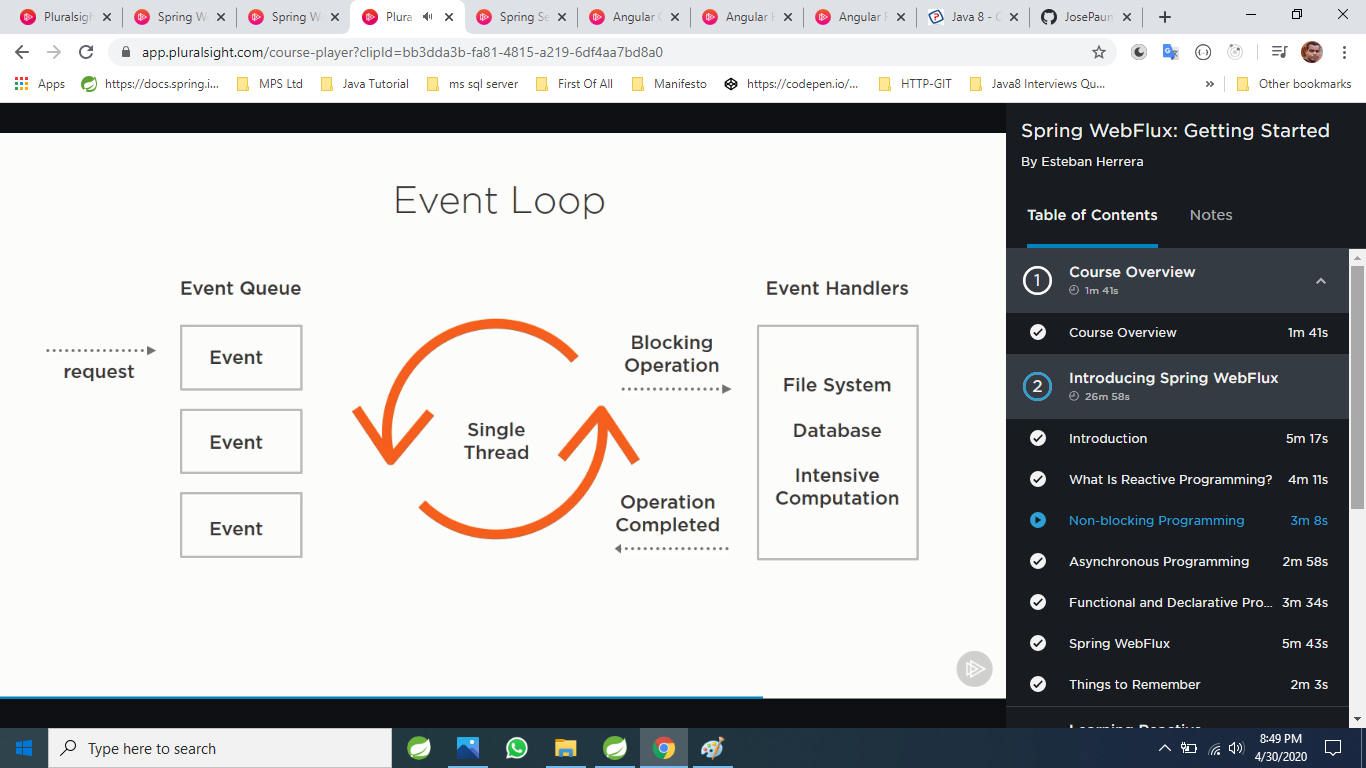 Pluralsigh
Spring W
Spring W
Plura
Spring Se
Angular
Angular
Angular
Java 8 -
JosePaun
app.pluralsight.com/course-player?clipId=bb3dda3b-fa81-4815-a219-6df4aa7bd8a0
Apps
https://docs.spring.i...
MPS Ltd
Java Tutorial
ms sql server
First Of All
Manifesto
https://codepen.io/...
HTTP-GIT
Java8 Interviews Qu...
»
Other bookmarks
Event Loop
Event Queue
Event Handlers
request
Event
Event
Event
Single
Thread
Blocking
Operation
Operation
Completed
File System
Database
Intensive
Computation
Spring WebFlux: Getting Started
By Esteban Herrera
Table of Contents
Notes
1
Course Overview
1m 41s
Course Overview
1m 41s
2
Introducing Spring WebFlux
26m 58s
Introduction
5m 17s
What Is Reactive Programming?
4m 11s
Non-blocking Programming
3m 8s
Asynchronous Programming
2m 58s
Functional and Declarative Pro...
3m 34s
Spring WebFlux
5m 43s
Things to Remember
2m 3s
Learning Reactive
Type here to search
8:49 PM
4/30/2020